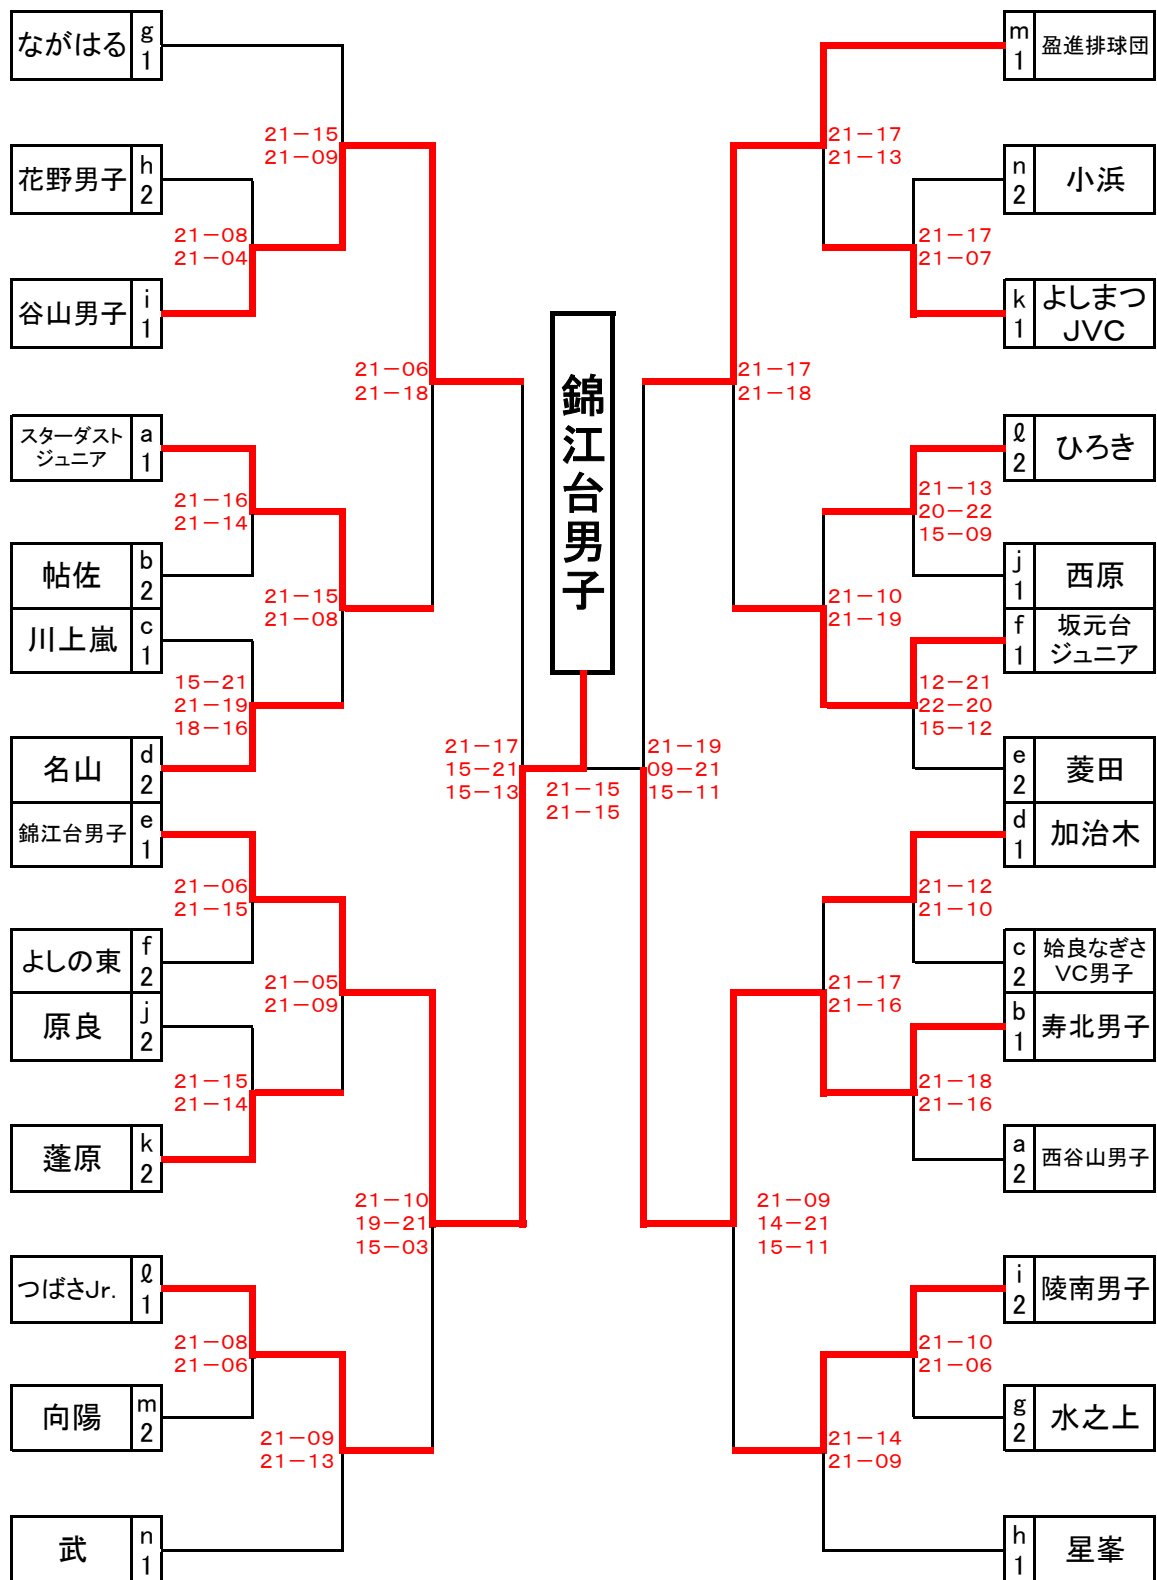 ながはる
g
1
花野男子
h
2
谷山男子
i
1
スターダスト
ジュニア
a
1
帖佐
b
2
川上嵐
c
1
名山
d
2
錦江台男子
e
1
よしの東
f
2
原良
j
2
蓬原
k
2
つばさJr.
ℓ
1
向陽
m
2
武
n
1
21－15
21－09
21－08
21－04
21－06
21－18
21－16
21－14
21－15
21－08
15－21
21－19
18－16
21－17
15－21
15－13
21－06
21－15
21－05
21－09
21－15
21－14
21－10
19－21
15－03
21－08
21－06
21－09
21－13
錦江台男子
21－15
21－15
21－19
09－21
15－11
21－17
21－13
21－17
21－07
21－17
21－18
21－13
20－22
15－09
21－10
21－19
12－21
22－20
15－12
21－12
21－10
21－17
21－16
21－18
21－16
21－09
14－21
15－11
21－10
21－06
21－14
21－09
m
1
盈進排球団
n
2
小浜
k
1
よしまつ
JVC
ℓ
2
ひろき
j
1
西原
f
1
坂元台
ジュニア
e
2
菱田
d
1
加治木
c
2
姶良なぎさ
VC男子
b
1
寿北男子
a
2
西谷山男子
i
2
陵南男子
g
2
水之上
h
1
星峯